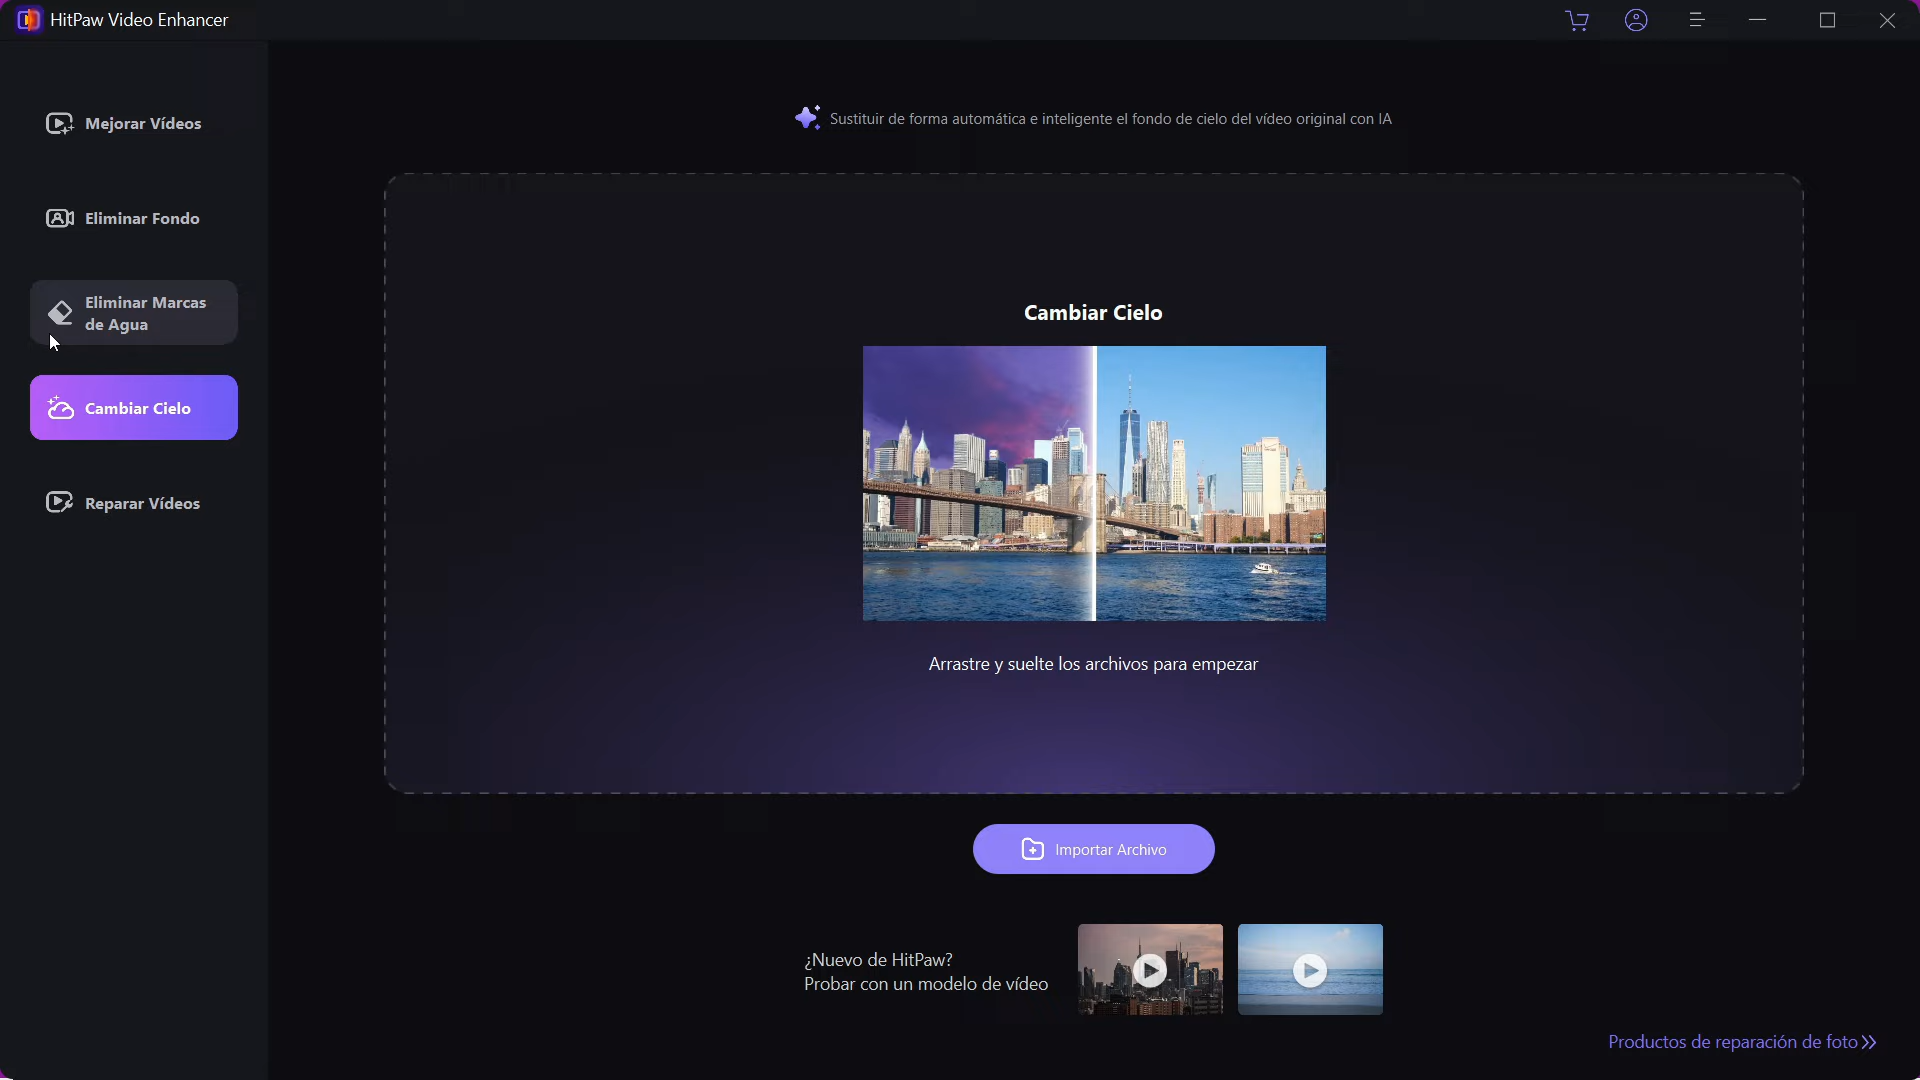 HitPaw Video Enhancer
Mejorar Vídeos
Eliminar Fondo
Eliminar Marcas
de Agua
Cambiar Cielo
Reparar Vídeos
Sustituir de forma automática e inteligente el fondo de cielo del vídeo original con IA
Cambiar Cielo
Arrastre y suelte los archivos para empezar
Importar Archivo
¿Nuevo de HitPaw?
Probar con un modelo de vídeo
Productos de reparación de foto